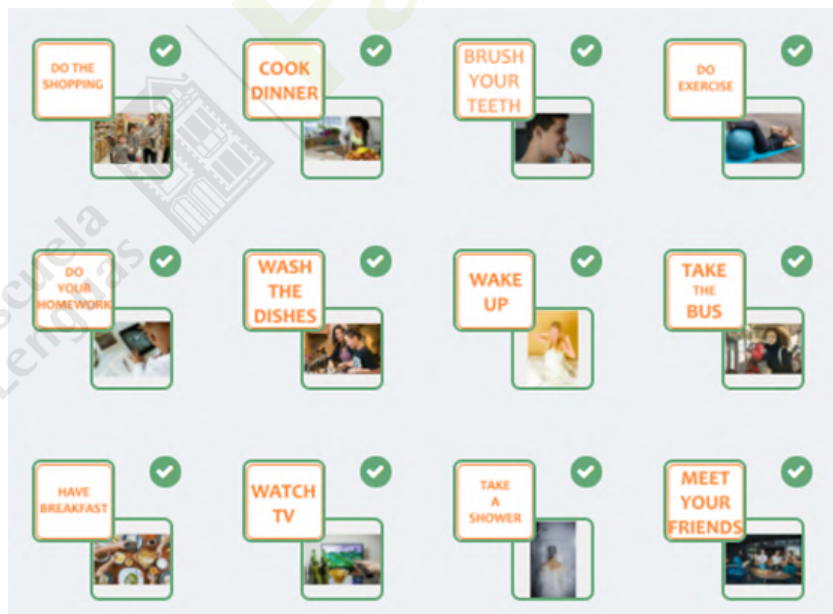 DO THE
SHOPPING
COOK
DINNER
BRUSH
YOUR
TEETH
DO
EXERCISE
DO
YOUR
HOMEWORK
WASH
THE
DISHES
WAKE
UP
TAKE
THE
BUS
HAVE
BREAKFAST
WATCH
TV
TAKE
A
SHOWER
MEET
YOUR
FRIENDS
Lenguas